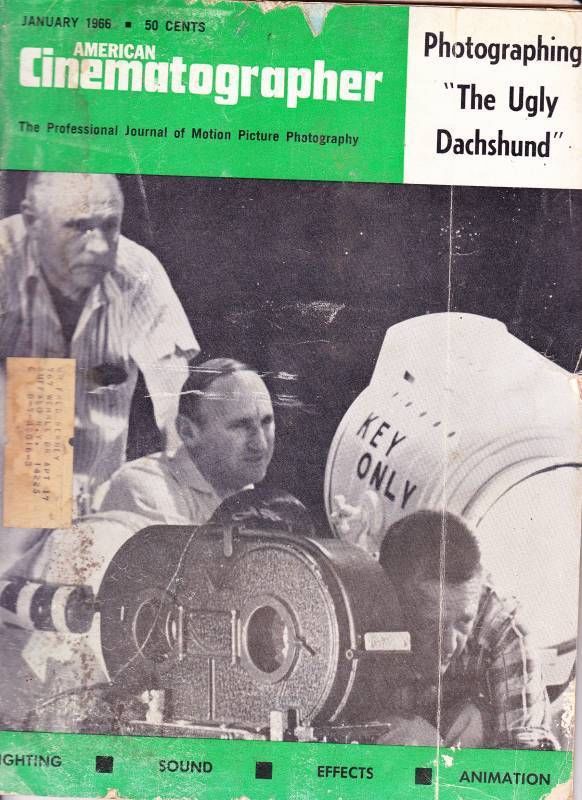 JANUARY 1966 ■ 50 CENTS
AMERICAN
Cinematographer
The Professional Journal of Motion Picture Photography
Photographing
"The Ugly
Dachshund"
KEY
ONLY
IGHTING ■ SOUND ■ EFFECTS ■ ANIMATION